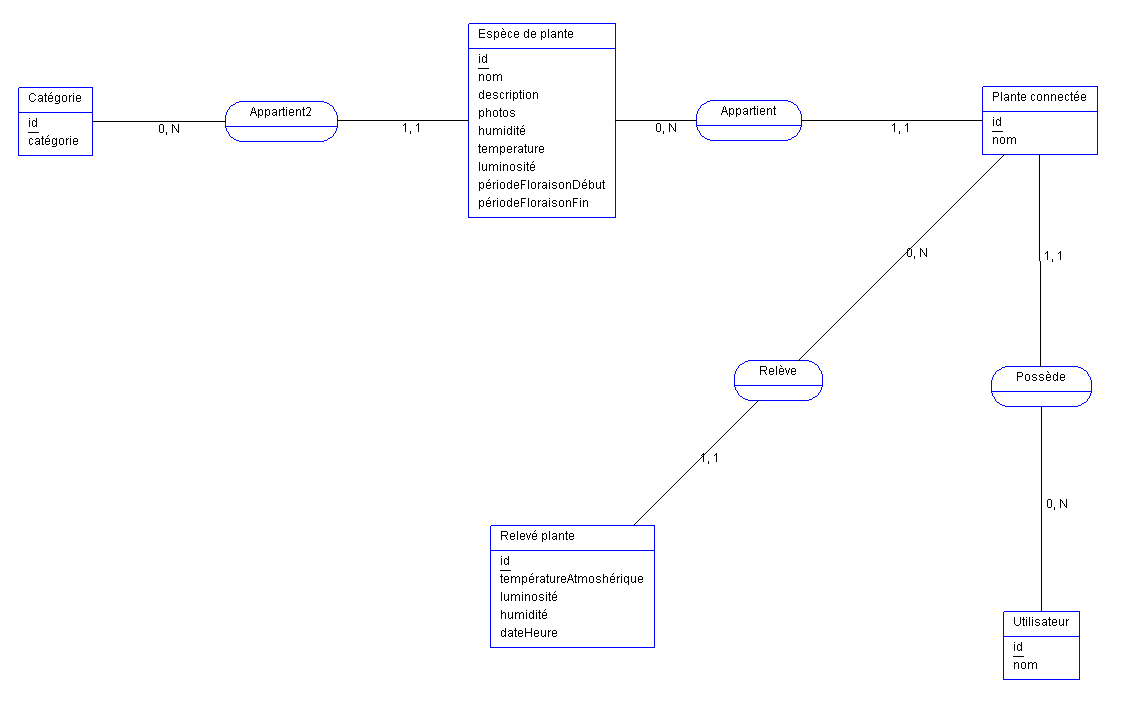 Espèce de plante
id
nom
description
photos
humidité
temperature
luminosité
périodeFloraisonDébut
périodeFloraisonFin
Catégorie
id
catégorie
0, N
Appartient2
1, 1
0, N
Appartient
1, 1
Plante connectée
id
nom
0, N
1, 1
Relève
Possède
1, 1
0, N
Relevé plante
id
températureAtmoshérique
luminosité
humidité
dateHeure
Utilisateur
id
nom